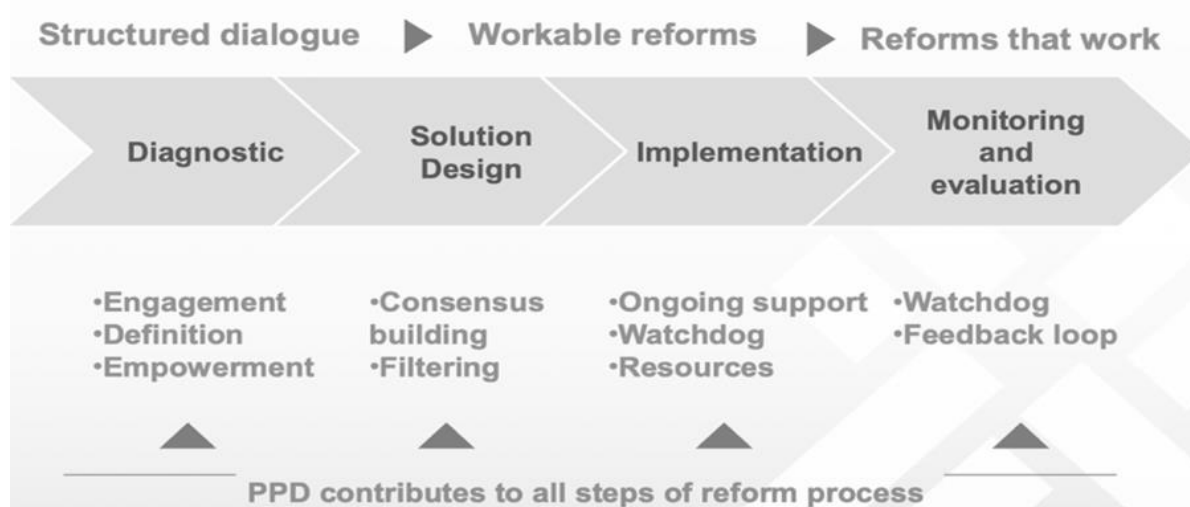 Structured dialogue
Workable reforms
Reforms that work
Diagnostic
Solution
Design
Implementation
Monitoring
and
evaluation
•Engagement
•Definition
•Empowerment
•Consensus
building
•Filtering
•Ongoing support
•Watchdog
•Resources
•Watchdog
•Feedback loop
PPD contributes to all steps of reform process